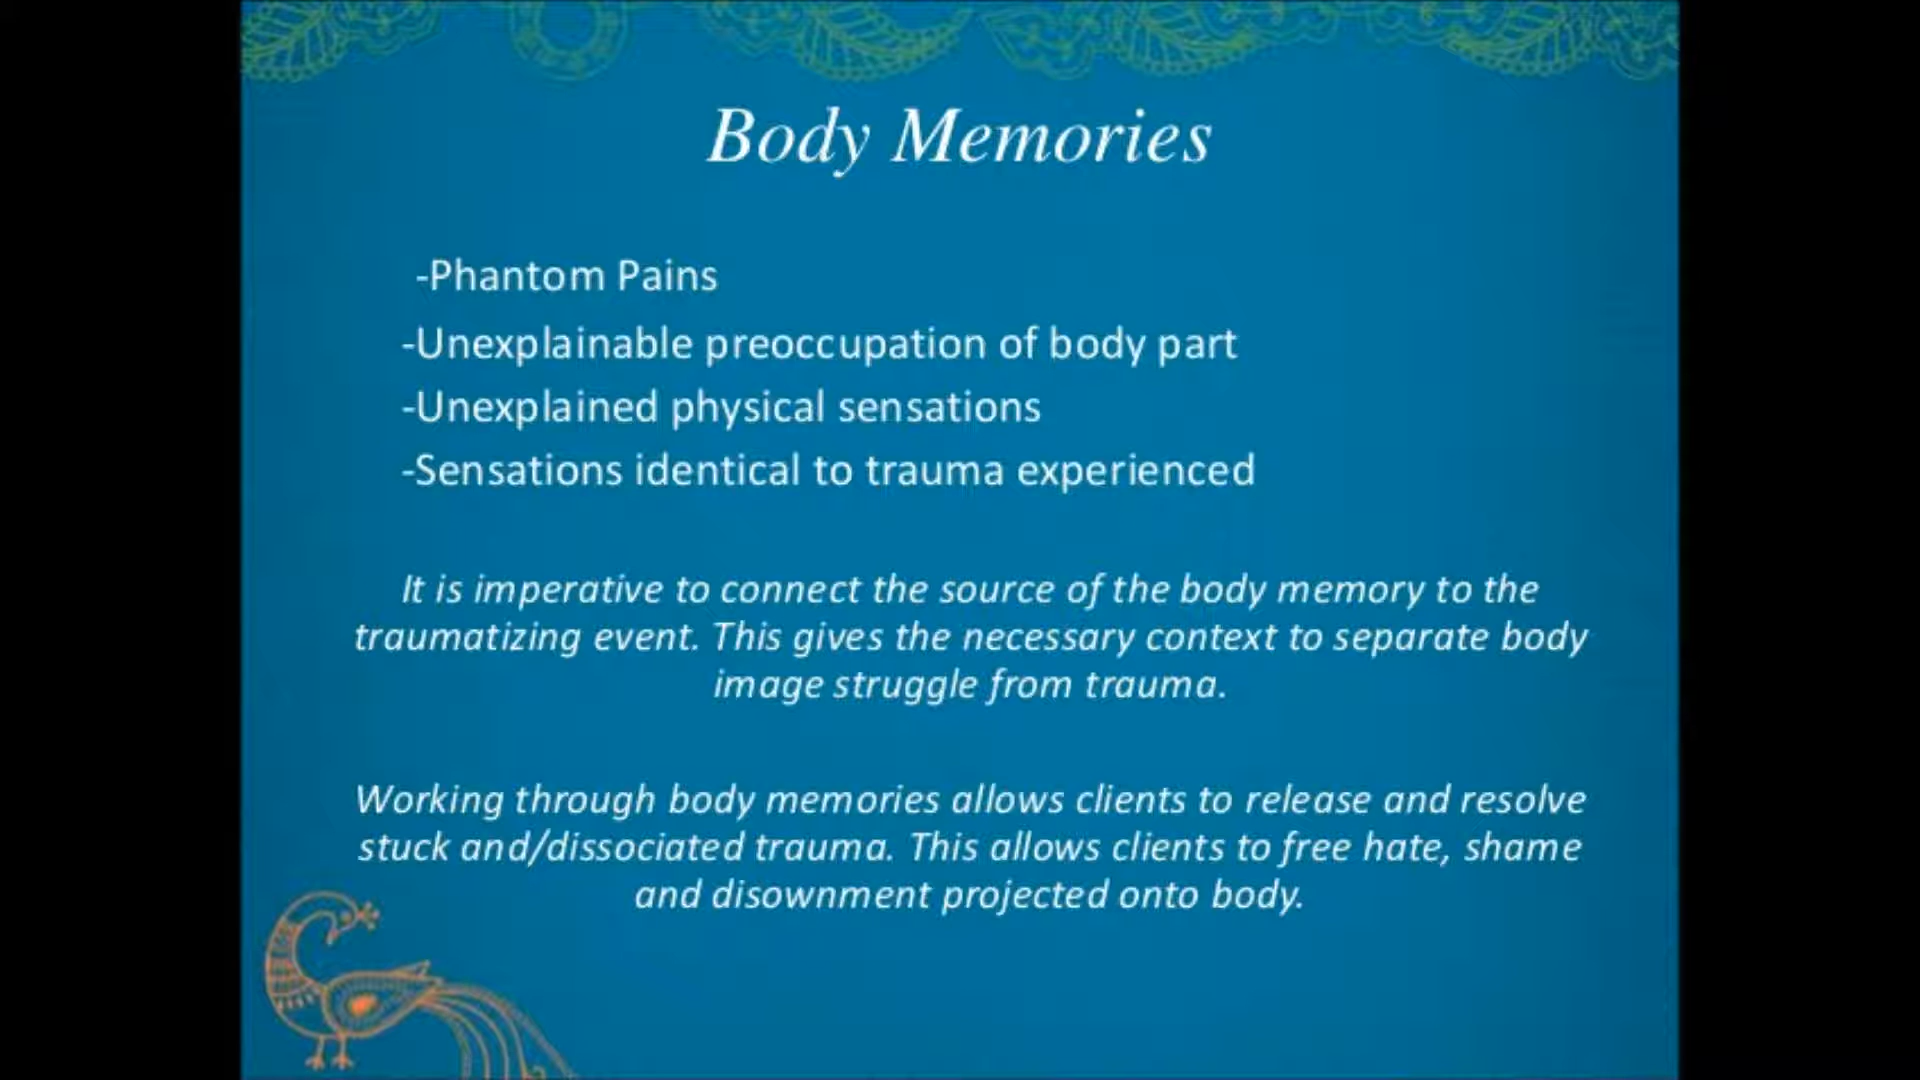 Body Memories
-Phantom Pains
-Unexplainable preoccupation of body part
-Unexplained physical sensations
-Sensations identical to trauma experienced
It is imperative to connect the source of the body memory to the
traumatizing event. This gives the necessary context to separate body
image struggle from trauma.
Working through body memories allows clients to release and resolve
stuck and/dissociated trauma. This allows clients to free hate, shame
and disownment projected onto body.